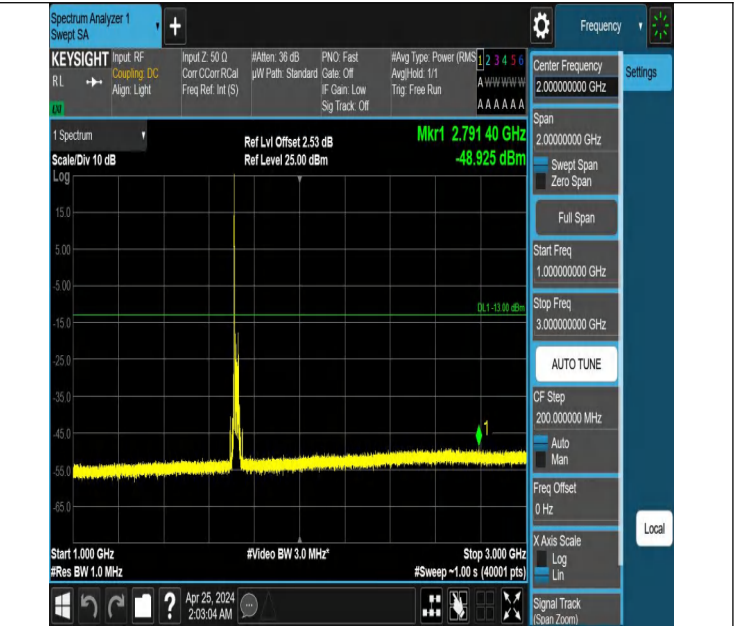 Spectrum Analyzer 1
Swept SA
Frequency
KEYSIGHT
Input: RF
Input Z: 50 Ω
#Atten: 36 dB
PNO: Fast
#Avg Type: Power (RMS
1 2 3 4 5 6
R L
Coupling: DC
Corr CCorr RCal
µW Path: Standard
Gate: Off
Avg|Hold: 1/1
A W W W W W
Align: Light
Freq Ref: Int (S)
IF Gain: Low
Trig: Free Run
Sig Track: Off
A A A A A A
1 Spectrum
Ref Lvl Offset 2.53 dB
Mkr1 2.791 40 GHz
Scale/Div 10 dB
Ref Level 25.00 dBm
-48.925 dBm
Log
15.0
5.00
-5.00
DL1 -13.00 dBm
-15.0
-25.0
-35.0
1
-45.0
-55.0
-65.0
Start 1.000 GHz
#Video BW 3.0 MHz*
Stop 3.000 GHz
#Res BW 1.0 MHz
#Sweep ~1.00 s (40001 pts)
Center Frequency
2.000000000 GHz
Settings
Span
2.00000000 GHz
Swept Span
Zero Span
Full Span
Start Freq
1.000000000 GHz
Stop Freq
3.000000000 GHz
AUTO TUNE
CF Step
200.000000 MHz
Auto
Man
Freq Offset
0 Hz
Local
X Axis Scale
Log
Lin
Signal Track
(Span Zoom)
?
Apr 25, 2024
2:03:04 AM